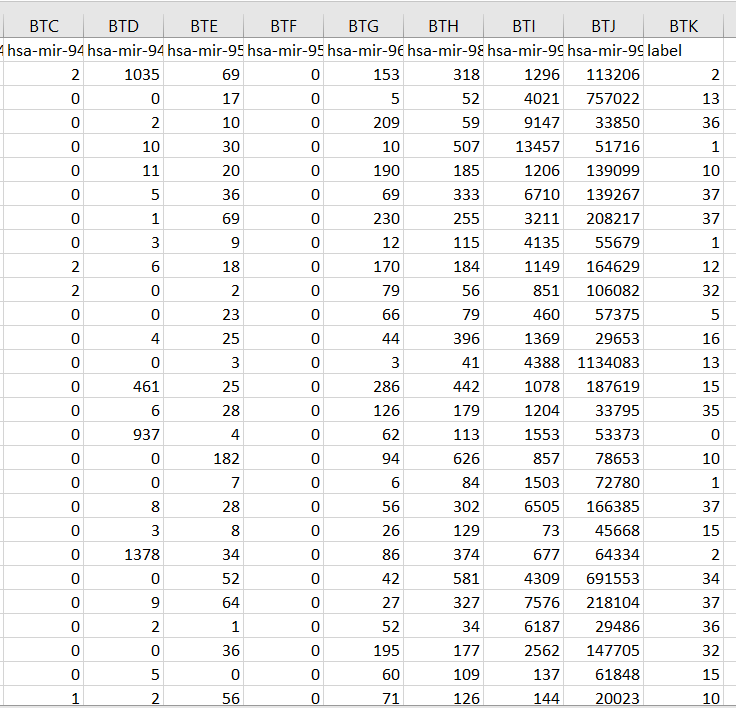 BTC BTD BTE BTF BTG BTH BTI BTJ BTK
hsa-mir-94 hsa-mir-94 hsa-mir-95 hsa-mir-95 hsa-mir-96 hsa-mir-98 hsa-mir-99 hsa-mir-99 label
2 1035 69 0 153 318 1296 113206 2
0 0 17 0 5 52 4021 757022 13
0 2 10 0 209 59 9147 33850 36
0 10 30 0 10 507 13457 51716 1
0 11 20 0 190 185 1206 139099 10
0 5 36 0 69 333 6710 139267 37
0 1 69 0 230 255 3211 208217 37
0 3 9 0 12 115 4135 55679 1
2 6 18 0 170 184 1149 164629 12
2 0 2 0 79 56 851 106082 32
0 0 23 0 66 79 460 57375 5
0 4 25 0 44 396 1369 29653 16
0 0 3 0 3 41 4388 1134083 13
0 461 25 0 286 442 1078 187619 15
0 6 28 0 126 179 1204 33795 35
0 937 4 0 62 113 1553 53373 0
0 0 182 0 94 626 857 78653 10
0 0 7 0 6 84 1503 72780 1
0 8 28 0 56 302 6505 166385 37
0 3 8 0 26 129 73 45668 15
0 1378 34 0 86 374 677 64334 2
0 0 52 0 42 581 4309 691553 34
0 9 64 0 27 327 7576 218104 37
0 2 1 0 52 34 6187 29486 36
0 0 36 0 195 177 2562 147705 32
0 5 0 0 60 109 137 61848 15
1 2 56 0 71 126 144 20023 10